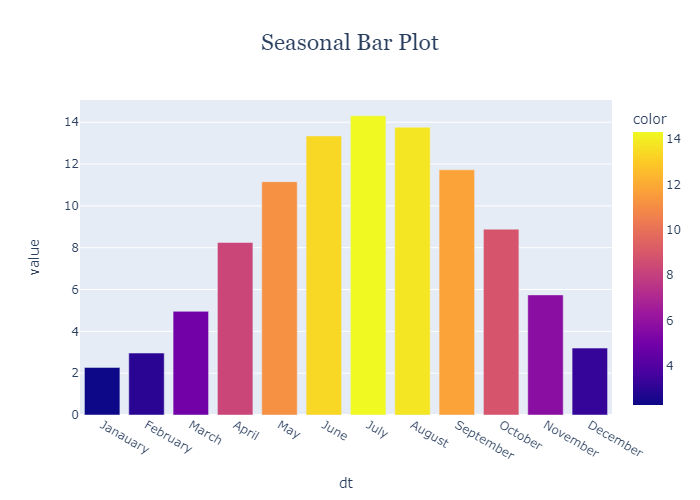 Seasonal Bar Plot
color
14
12
10
8
6
4
value
14
12
10
8
6
4
2
0
Janauary
February
March
April
May
June
July
August
September
October
November
December
dt